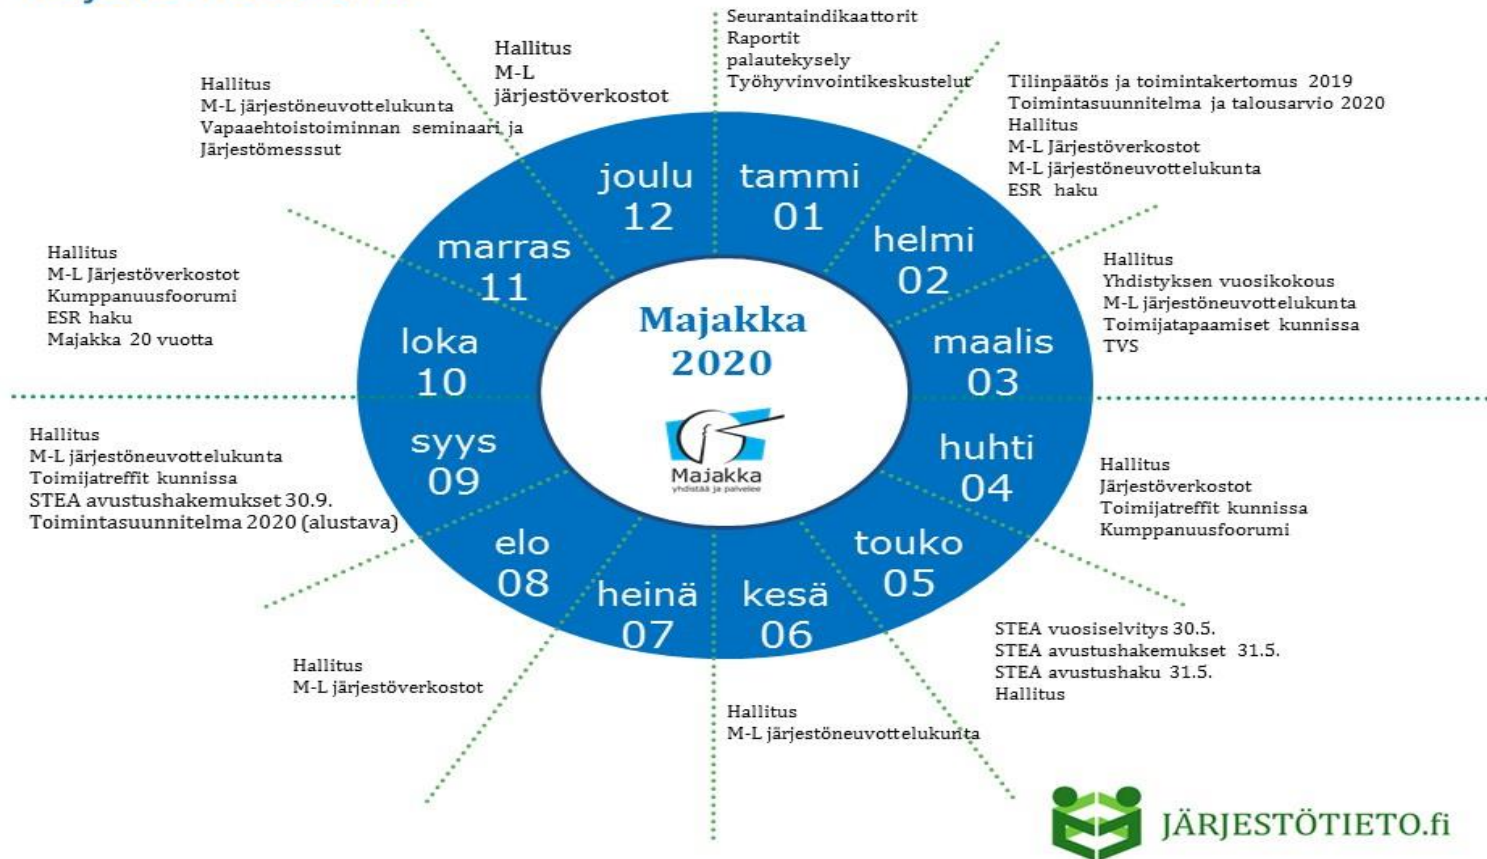 Seurantaindikaattorit
Raportit
palautekysely
Työhyvinvointikeskustelut
Hallitus
M-L
järjestöverkostot
Hallitus
M-L järjestöneuvottelukunta
Vapaaehtoistoiminnan seminaari ja
Järjestömesssut
Tilinpäätös ja toimintakertomus 2019
Toimintasuunnitelma ja talousarvio 2020
Hallitus
M-L Järjestöverkostot
M-L järjestöneuvottelukunta
ESR haku
joulu
12
tammi
01
marras
11
helmi
02
Hallitus
M-L Järjestöverkostot
Kumppanuusfoorumi
ESR haku
Majakka 20 vuotta
Hallitus
Yhdistyksen vuosikokous
M-L järjestöneuvottelukunta
Toimijatapaamiset kunnissa
TVS
loka
10
Majakka
2020
maalis
03
Majakka
yhdistää ja palvelee
Hallitus
M-L järjestöneuvottelukunta
Toimijatreffit kunnissa
STEA avustushakemukset 30.9.
Toimintasuunnitelma 2020 (alustava)
syys
09
huhti
04
Hallitus
Järjestöverkostot
Toimijatreffit kunnissa
Kumppanuusfoorumi
elo
08
heinä
07
kesä
06
touko
05
Hallitus
M-L järjestöverkostot
Hallitus
M-L järjestöneuvottelukunta
STEA vuosiselvitys 30.5.
STEA avustushakemukset 31.5.
STEA avustushaku 31.5.
Hallitus
JÄRJESTÖTIETO.fi